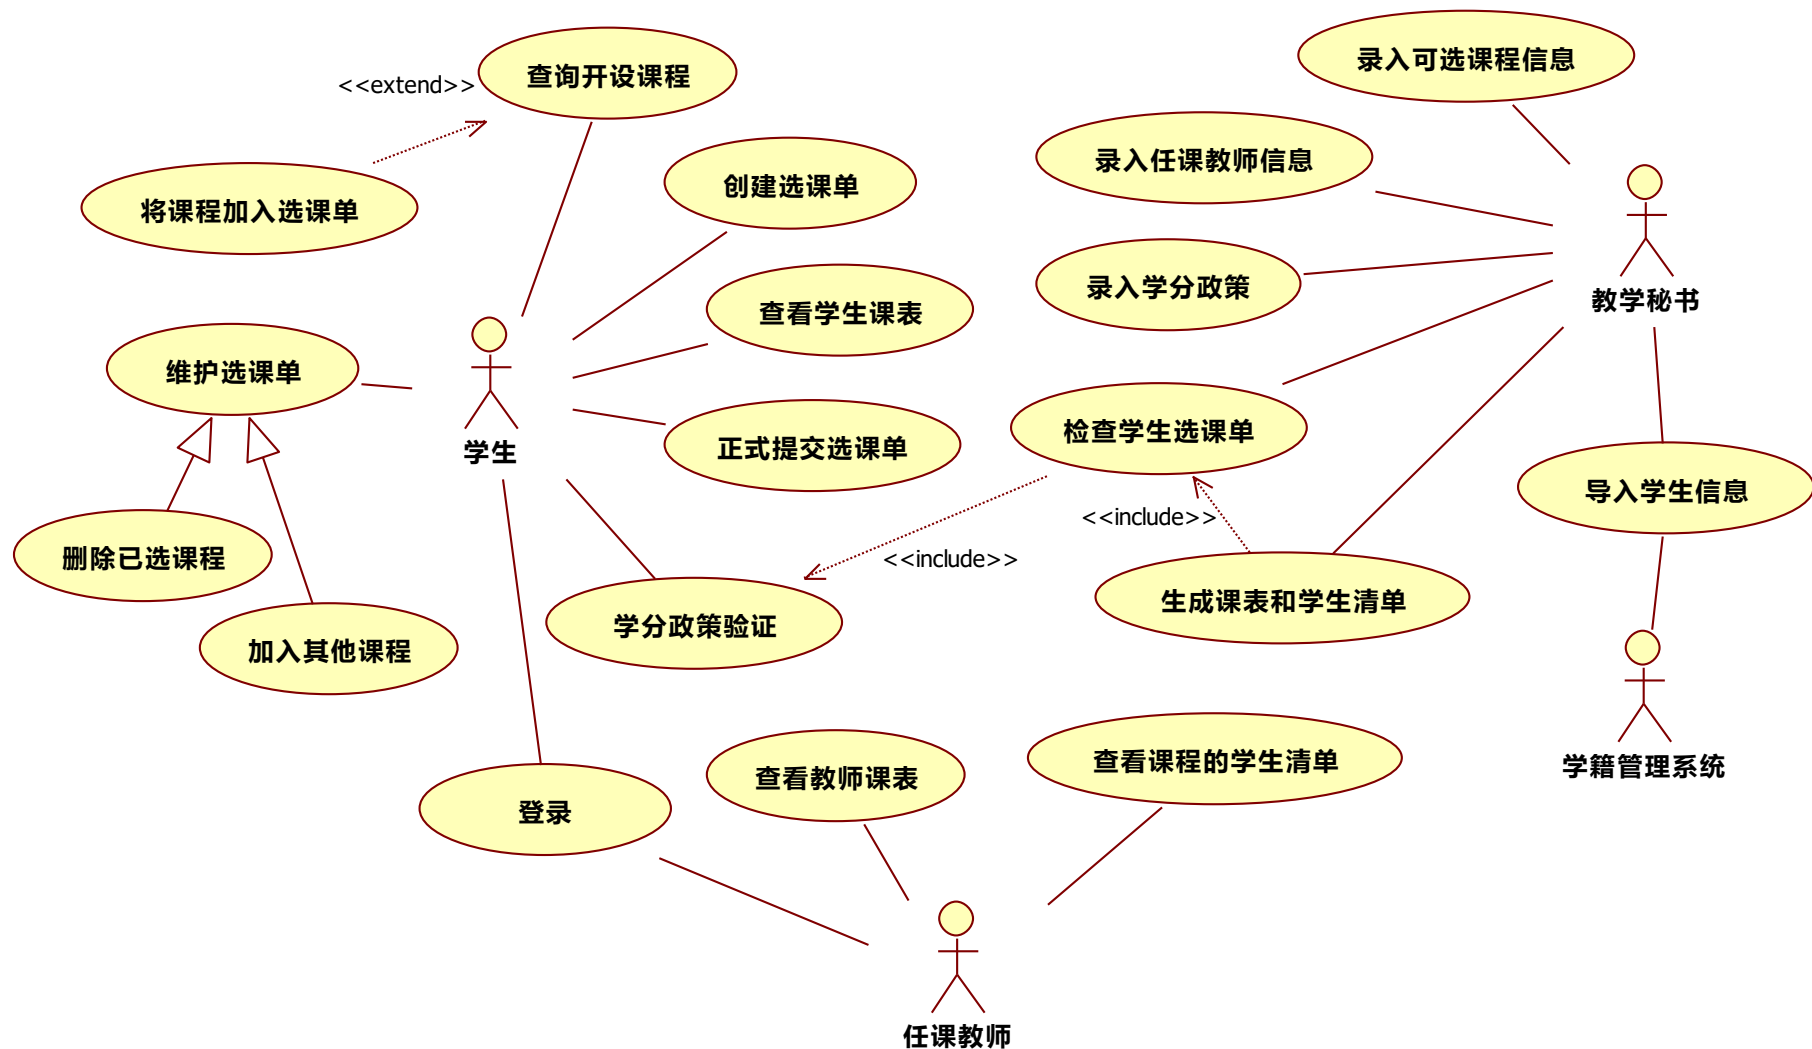 查询开设课程
录入可选课程信息
<<extend>>
录入任课教师信息
创建选课单
将课程加入选课单
录入学分政策
教学秘书
查看学生课表
维护选课单
学生
正式提交选课单
检查学生选课单
导入学生信息
<<include>>
删除已选课程
<<include>>
生成课表和学生清单
学分政策验证
加入其他课程
查看课程的学生清单
学籍管理系统
查看教师课表
登录
任课教师